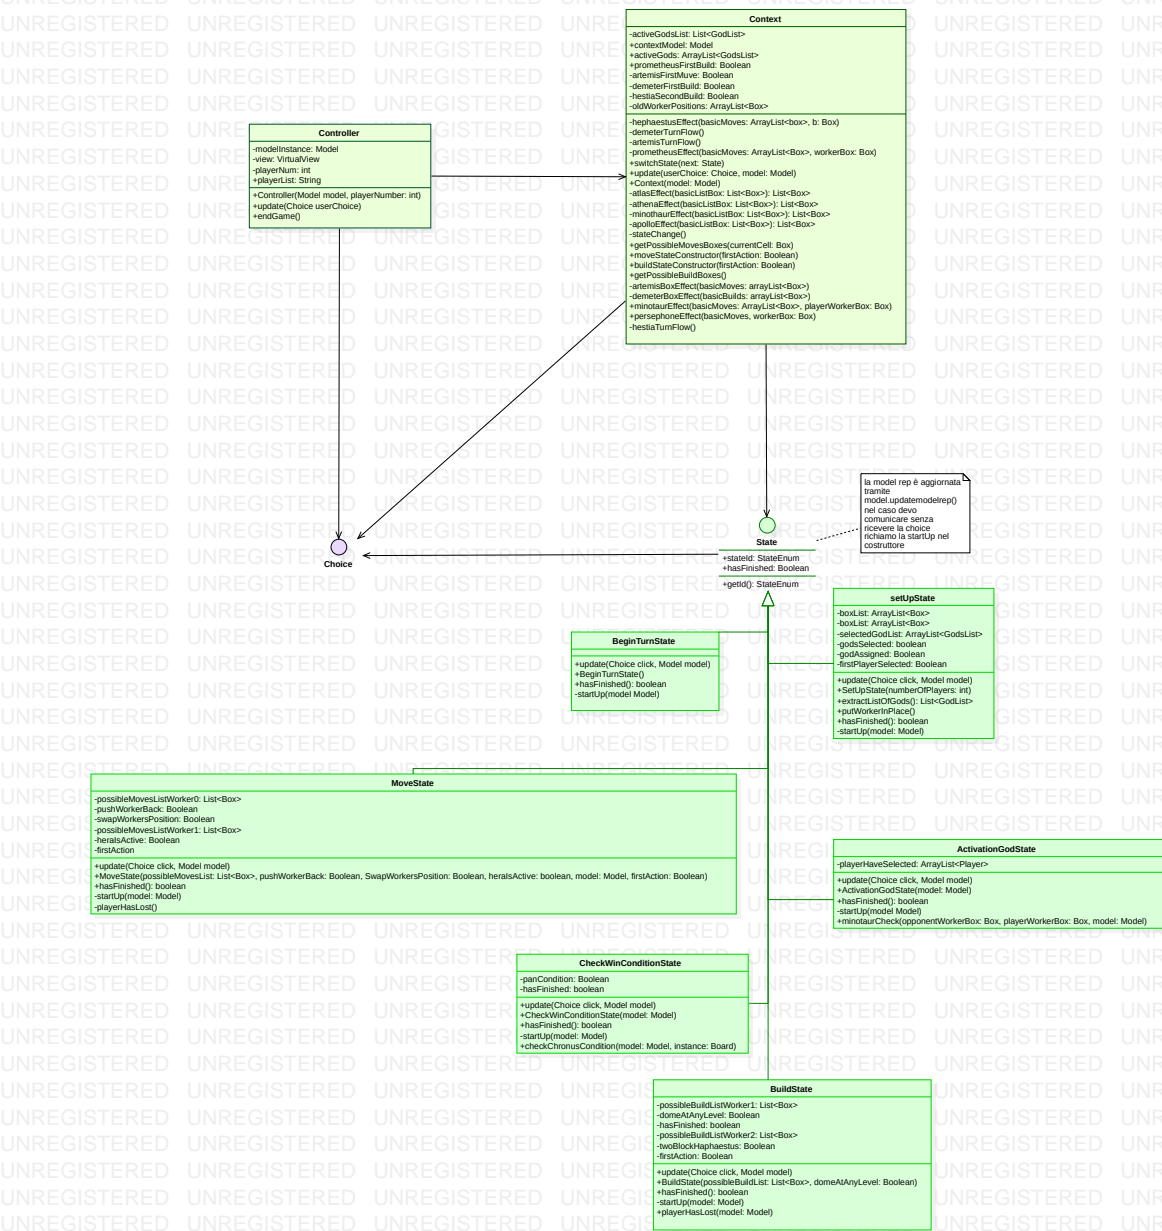 Context
-activeGodsList: List<GodList>
+contextModel: Model
+activeGods: ArrayList<GodsList>
+prometheusFirstBuild: Boolean
-artemisFirstMuve: Boolean
-demeterFirstBuild: Boolean
-hestiaSecondBuild: Boolean
-oldWorkerPositions: ArrayList<Box>
-hephaestusEffect(basicMoves: ArrayList<box>, b: Box)
-demeterTurnFlow()
-artemisTurnFlow()
-prometheusEffect(basicMoves: ArrayList<Box>, workerBox: Box)
+switchState(next: State)
+update(userChoice: Choice, model: Model)
+Context(model: Model)
-atlasEffect(basicListBox: List<Box>): List<Box>
-athenaEffect(basicListBox: List<Box>): List<Box>
-minothaurEffect(basicListBox: List<Box>): List<Box>
-apolloEffect(basicListBox: List<Box>): List<Box>
-stateChange()
+getPossibleMovesBoxes(currentCell: Box)
+moveStateConstructor(firstAction: Boolean)
+buildStateConstructor(firstAction: Boolean)
+getPossibleBuildBoxes()
-artemisBoxEffect(basicMoves: arrayList<Box>)
-demeterBoxEffect(basicBuilds: arrayList<Box>)
+minotaurEffect(basicMoves: ArrayList<Box>, playerWorkerBox: Box)
+persephoneEffect(basicMoves, workerBox: Box)
-hestiaTurnFlow()
Controller
-modelInstance: Model
-view: VirtualView
-playerNum: int
+playerList: String
+Controller(Model model, playerNumber: int)
+update(Choice userChoice)
+endGame()
la model rep è aggiornata
tramite
model.updatemodelrep()
nel caso devo
comunicare senza
ricevere la choice
richiamo la startUp nel
costruttore
Choice
State
+stateId: StateEnum
+hasFinished: Boolean
+getId(): StateEnum
setUpState
-boxList: ArrayList<Box>
-boxList: ArrayList<Box>
-selectedGodList: ArrayList<GodsList>
-godsSelected: boolean
-godAssigned: Boolean
-firstPlayerSelected: Boolean
+update(Choice click, Model model)
+SetUpState(numberOfPlayers: int)
+extractListOfGods(): List<GodList>
+putWorkerInPlace()
+hasFinished(): boolean
-startUp(model: Model)
BeginTurnState
+update(Choice click, Model model)
+BeginTurnState()
+hasFinished(): boolean
-startUp(model Model)
MoveState
-possibleMovesListWorker0: List<Box>
-pushWorkerBack: Boolean
-swapWorkersPosition: Boolean
-possibleMovesListWorker1: List<Box>
-heraIsActive: Boolean
-firstAction
+update(Choice click, Model model)
+MoveState(possibleMovesList: List<Box>, pushWorkerBack: Boolean, SwapWorkersPosition: Boolean, heraIsActive: boolean, model: Model, firstAction: Boolean)
+hasFinished(): boolean
-startUp(model: Model)
-playerHasLost()
ActivationGodState
-playerHaveSelected: ArrayList<Player>
+update(Choice click, Model model)
+ActivationGodState(model: Model)
+hasFinished(): boolean
-startUp(model Model)
+minotaurCheck(opponentWorkerBox: Box, playerWorkerBox: Box, model: Model)
CheckWinConditionState
-panCondition: Boolean
-hasFinished: boolean
+update(Choice click, Model model)
+CheckWinConditionState(model: Model)
+hasFinished(): boolean
-startUp(model: Model)
+checkChronusCondition(model: Model, instance: Board)
BuildState
-possibleBuildListWorker1: List<Box>
-domeAtAnyLevel: Boolean
-hasFinished: boolean
-possibleBuildListWorker2: List<Box>
-twoBlockHaphaestus: Boolean
-firstAction: Boolean
+update(Choice click, Model model)
+BuildState(possibleBuildList: List<Box>, domeAtAnyLevel: Boolean)
+hasFinished(): boolean
-startUp(model: Model)
+playerHasLost(model: Model)